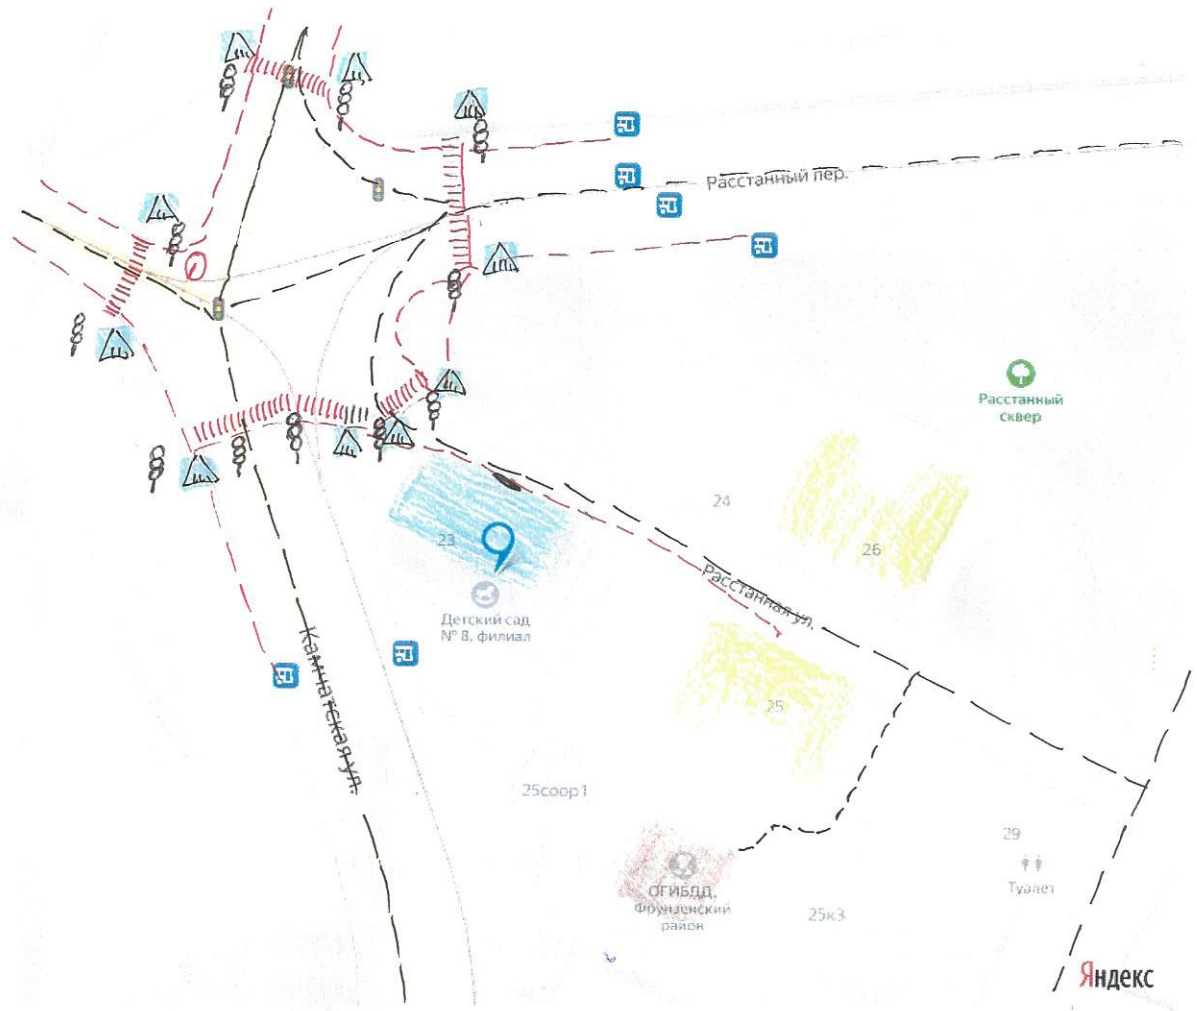 Расстанный пер.
Расстанный
сквер
24
26
23
Детский сад
№ 8, филиал
Расстанная ул.
Камчатская ул.
25
25соор1
29
Туалет
ОГИБДД,
Фрунзенский
район
25к3
Яндекс